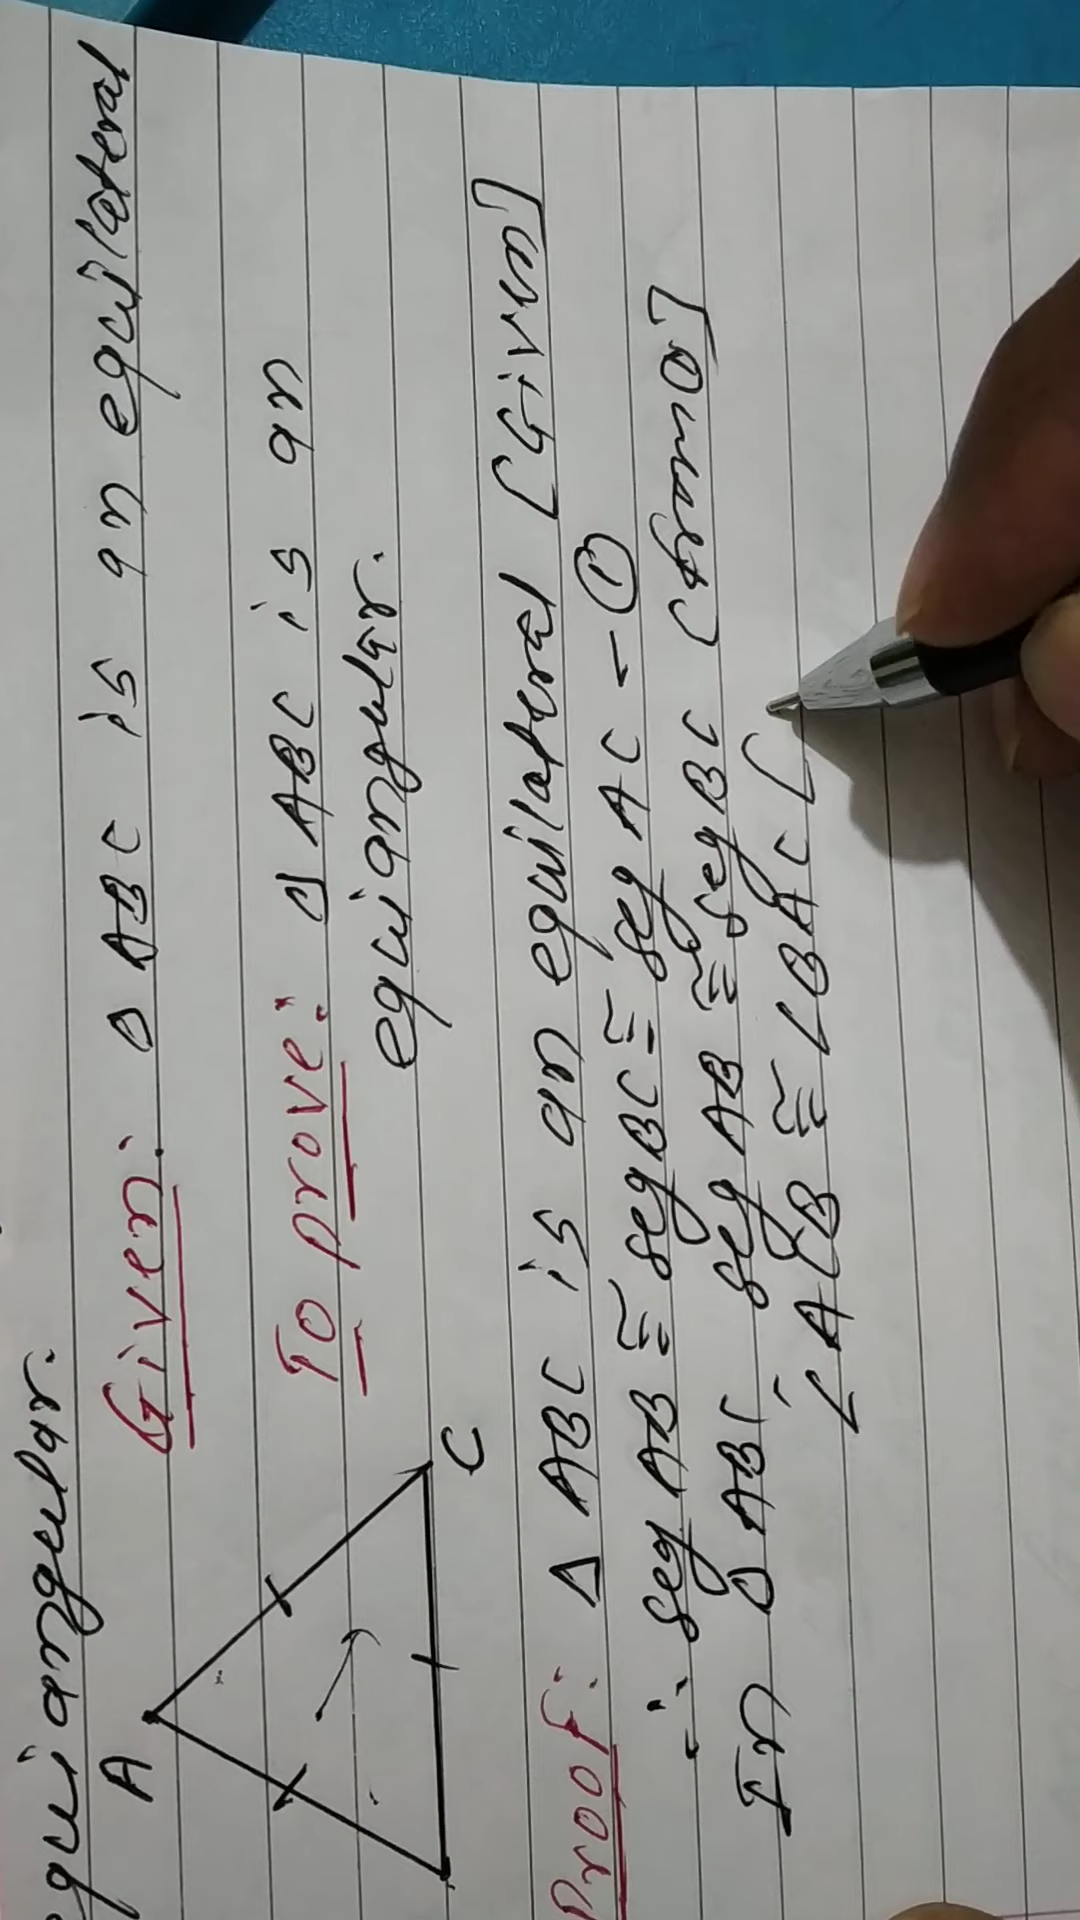 equiangular.
A
Given: Δ ABC is an equilateral
To prove: Δ ABC is an
equiangular.
C
Proof: Δ ABC is an equilateral [Given]
∴ seg AB ≅ seg BC ≅ seg AC - ①
In Δ ABC, seg AB ≅ seg BC [From ①]
∠ACB ≅ ∠BAC [